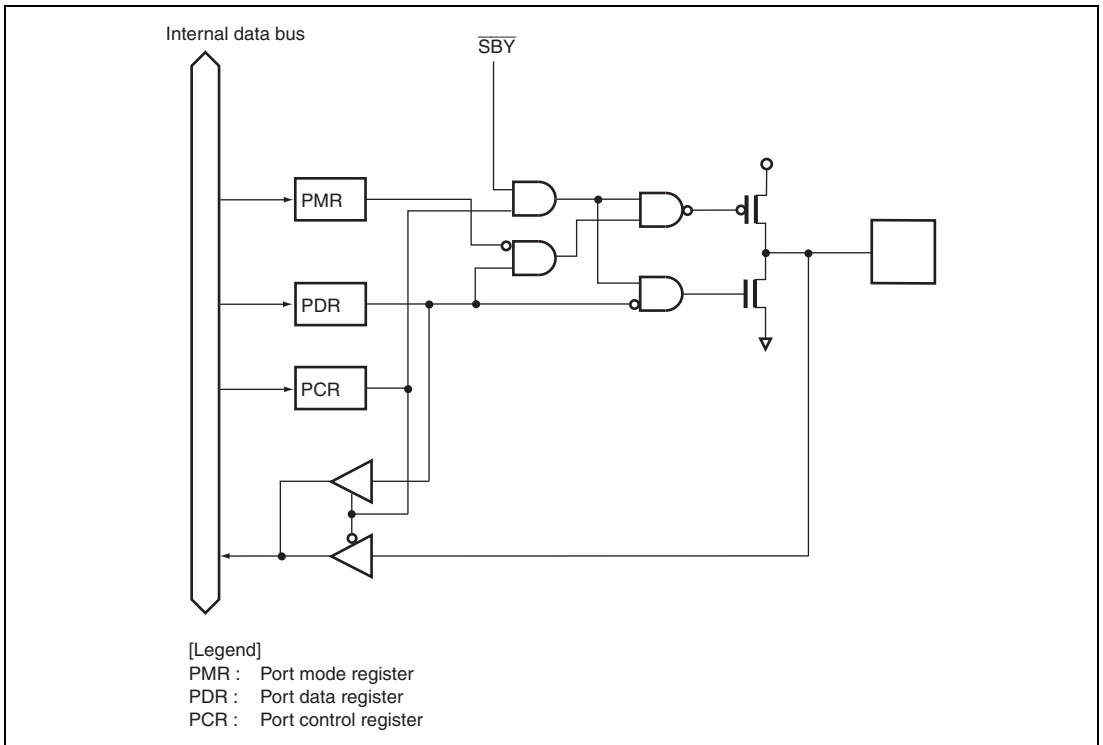 Internal data bus
SBY
PMR
PDR
PCR
[Legend]
PMR : Port mode register
PDR : Port data register
PCR : Port control register